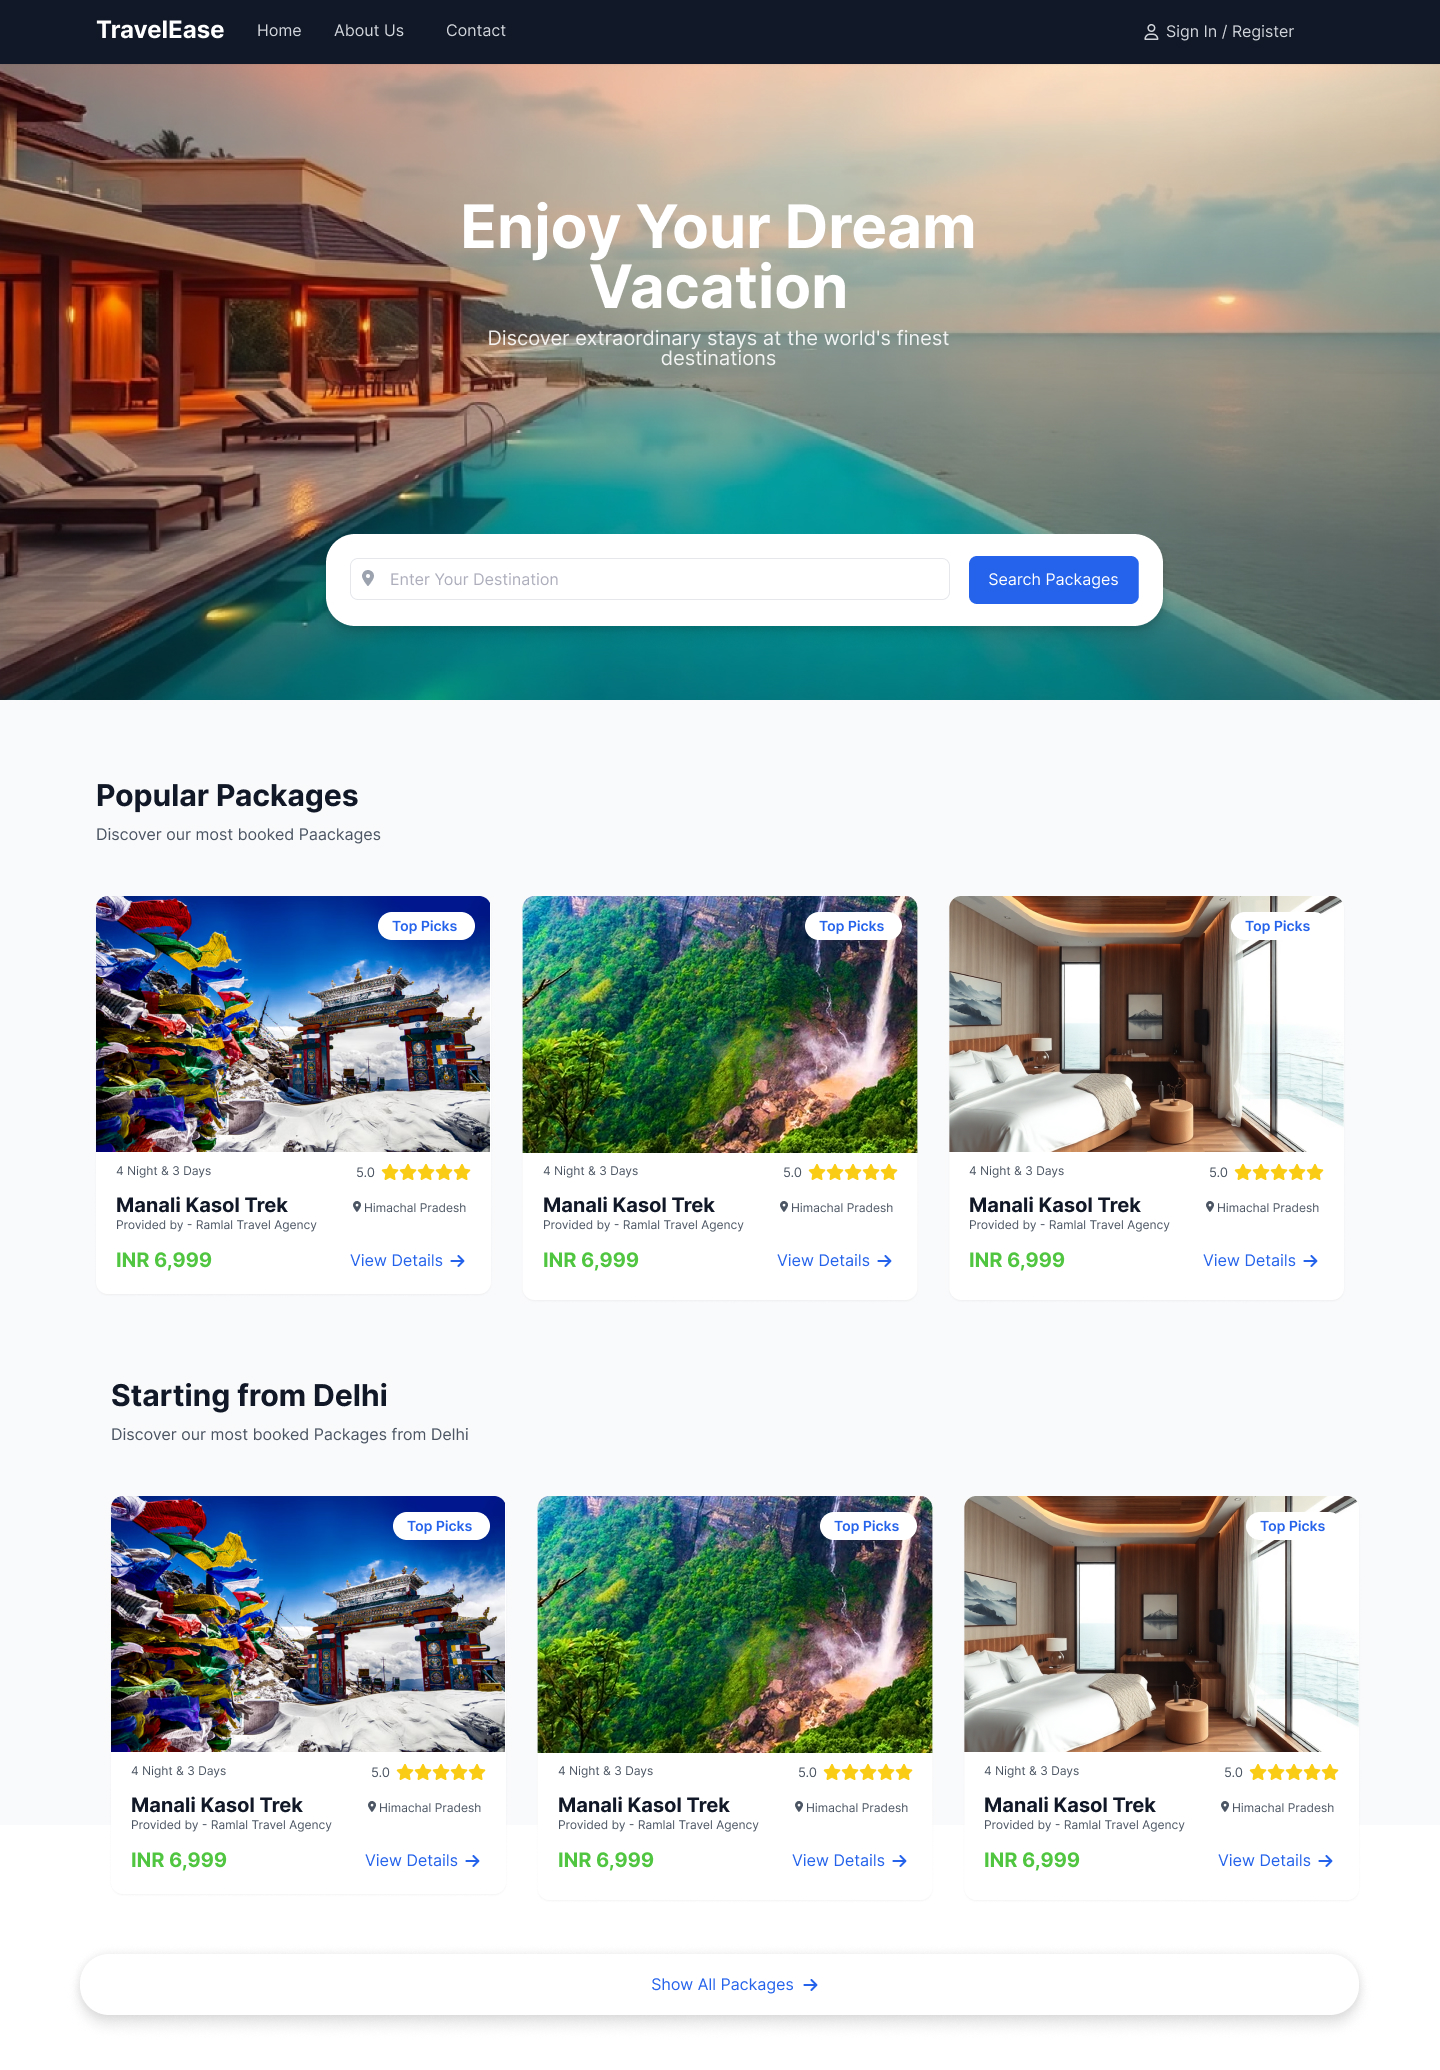 TravelEase Home About Us Contact Sign In / Register
Enjoy Your Dream
Vacation
Discover extraordinary stays at the world's finest
destinations
Enter Your Destination Search Packages
Popular Packages
Discover our most booked Paackages
Top Picks Top Picks Top Picks
4 Night & 3 Days 5.0 4 Night & 3 Days 5.0 4 Night & 3 Days 5.0
Manali Kasol Trek Himachal Pradesh Manali Kasol Trek Himachal Pradesh Manali Kasol Trek Himachal Pradesh
Provided by - Ramlal Travel Agency Provided by - Ramlal Travel Agency Provided by - Ramlal Travel Agency
INR 6,999 View Details INR 6,999 View Details INR 6,999 View Details
Starting from Delhi
Discover our most booked Packages from Delhi
Top Picks Top Picks Top Picks
4 Night & 3 Days 5.0 4 Night & 3 Days 5.0 4 Night & 3 Days 5.0
Manali Kasol Trek Himachal Pradesh Manali Kasol Trek Himachal Pradesh Manali Kasol Trek Himachal Pradesh
Provided by - Ramlal Travel Agency Provided by - Ramlal Travel Agency Provided by - Ramlal Travel Agency
INR 6,999 View Details INR 6,999 View Details INR 6,999 View Details
Show All Packages